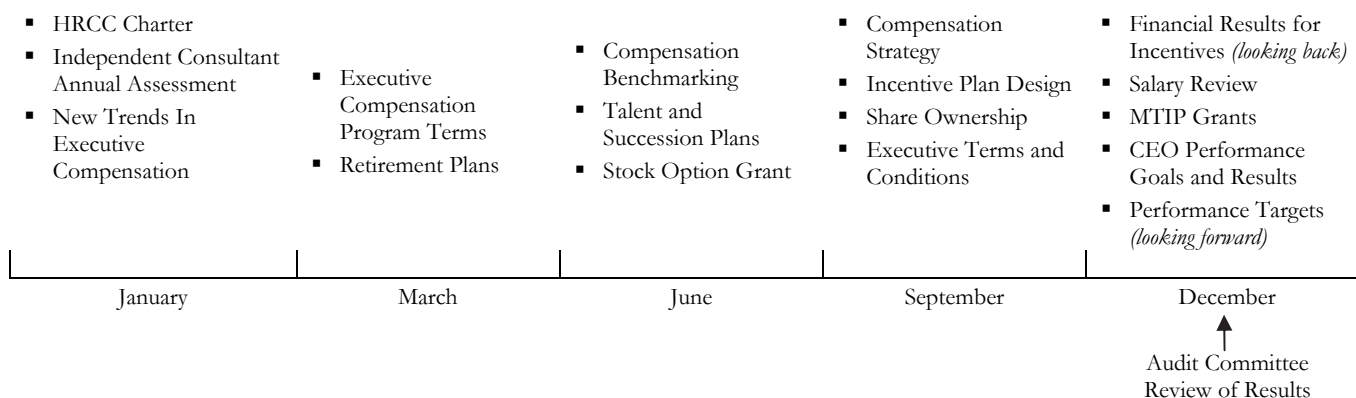 ▪ HRCC Charter
▪ Independent Consultant
Annual Assessment
▪ New Trends In
Executive
Compensation
▪ Executive
Compensation
Program Terms
▪ Retirement Plans
▪ Compensation
Benchmarking
▪ Talent and
Succession Plans
▪ Stock Option Grant
▪ Compensation
Strategy
▪ Incentive Plan Design
▪ Share Ownership
▪ Executive Terms and
Conditions
▪ Financial Results for
Incentives (looking back)
▪ Salary Review
▪ MTIP Grants
▪ CEO Performance
Goals and Results
▪ Performance Targets
(looking forward)
January
March
June
September
December
Audit Committee
Review of Results